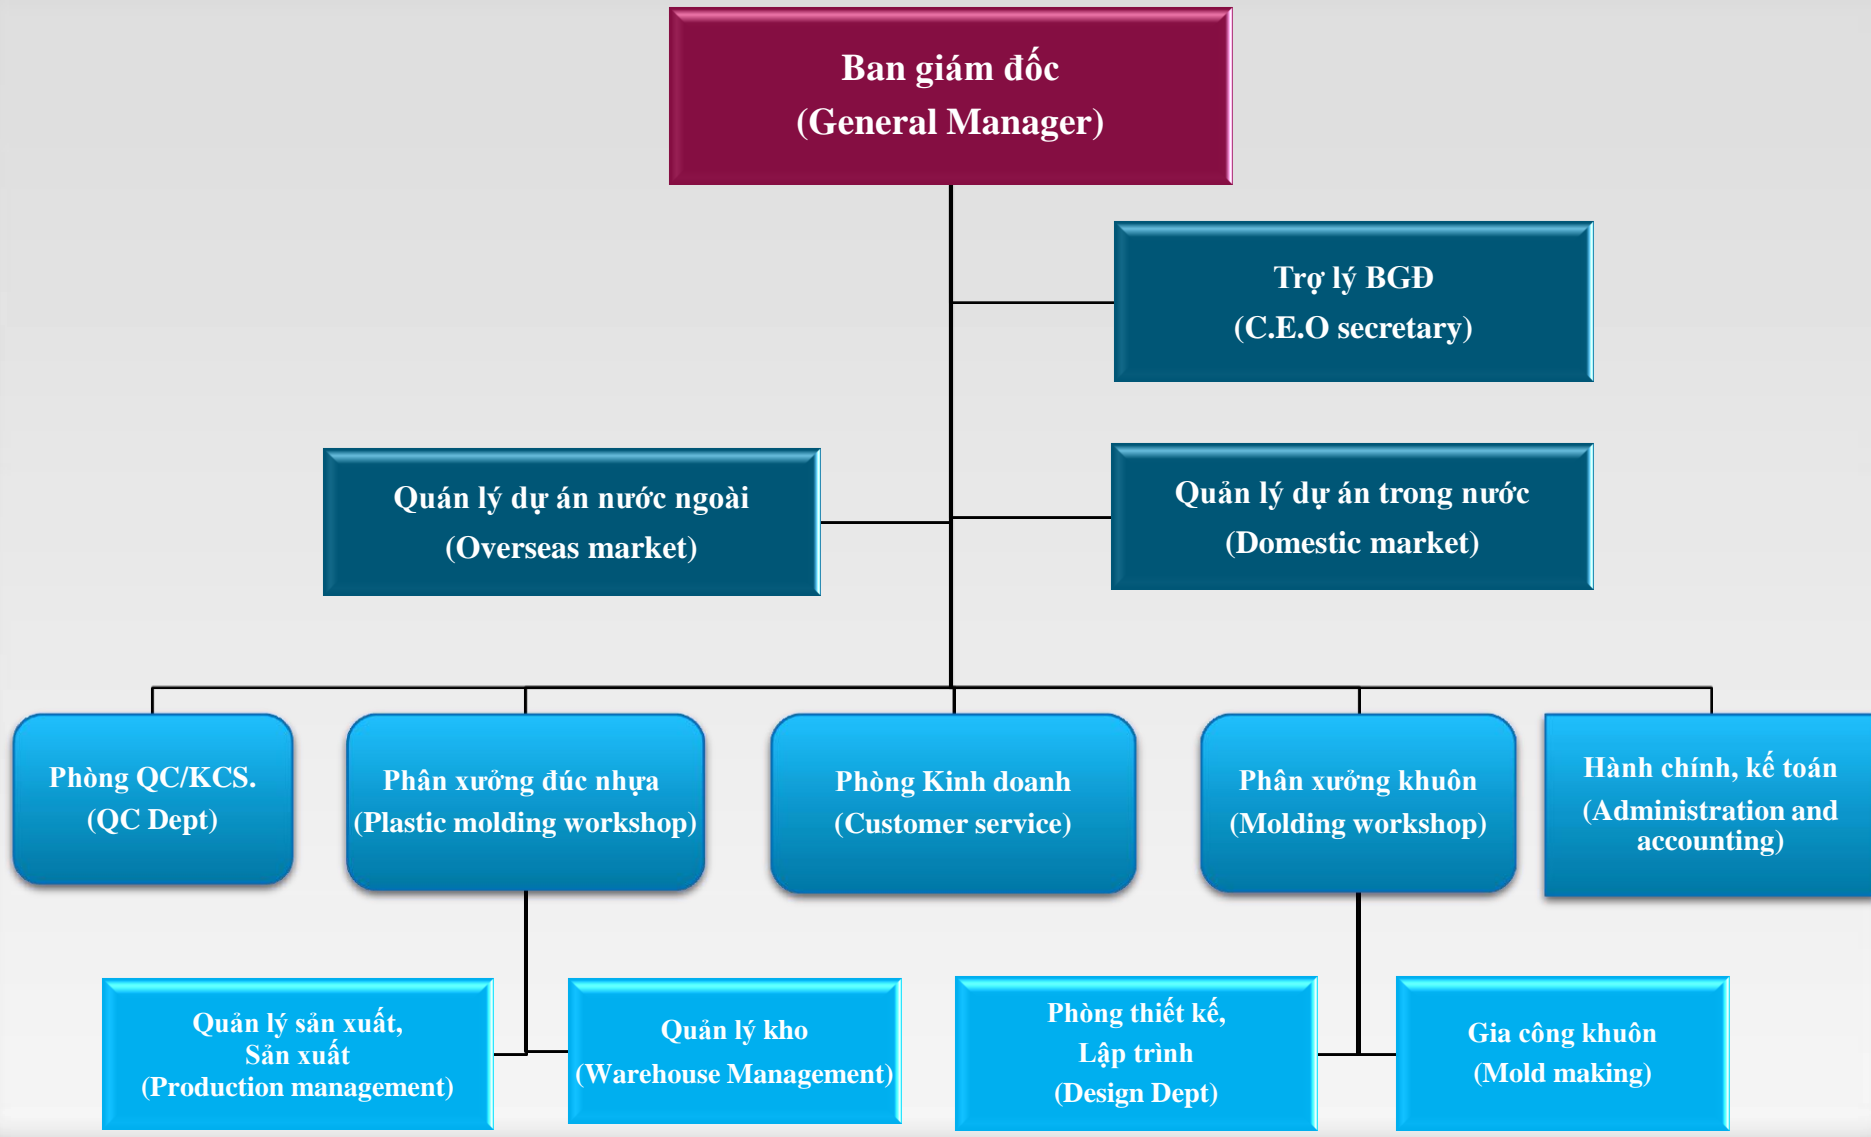 Ban giám đốc
(General Manager)
Trợ lý BGĐ
(C.E.O secretary)
Quán lý dự án nước ngoài
(Overseas market)
Quản lý dự án trong nước
(Domestic market)
Phòng QC/KCS.
(QC Dept)
Phân xưởng đúc nhựa
(Plastic molding workshop)
Phòng Kinh doanh
(Customer service)
Phân xưởng khuôn
(Molding workshop)
Hành chính, kế toán
(Administration and
accounting)
Quản lý sản xuất,
Sản xuất
(Production management)
Quản lý kho
(Warehouse Management)
Phòng thiết kế,
Lập trình
(Design Dept)
Gia công khuôn
(Mold making)